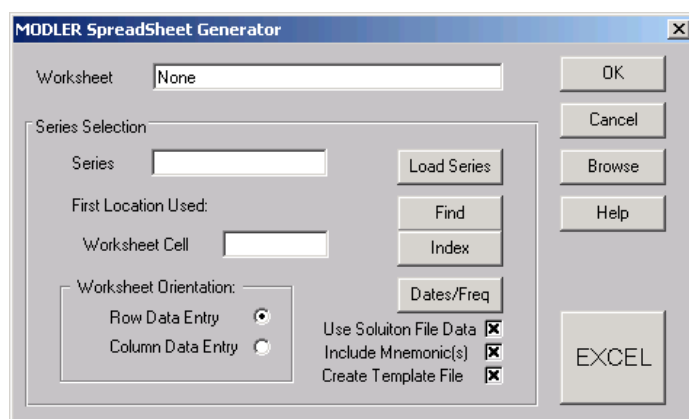 MODLER SpreadSheet Generator
Worksheet None OK
Cancel
Series Selection
Series Load Series Browse
First Location Used: Find Help
Worksheet Cell Index
Worksheet Orientation: Dates/Freq
Row Data Entry
Column Data Entry
Use Soluiton File Data
Include Mnemonic(s)
Create Template File
EXCEL